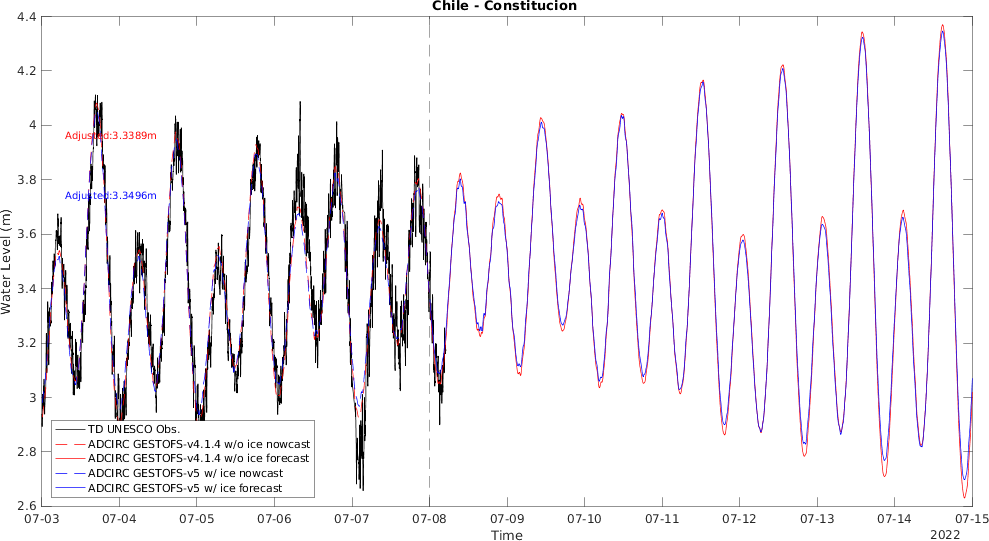 Chile - Constitucion
4.4
4.2
4
3.8
3.6
3.4
3.2
3
2.8
2.6
Water Level (m)
Adjusted:3.3389m
Adjusted:3.3496m
TD UNESCO Obs.
ADCIRC GESTOFS-v4.1.4 w/o ice nowcast
ADCIRC GESTOFS-v4.1.4 w/o ice forecast
ADCIRC GESTOFS-v5 w/ ice nowcast
ADCIRC GESTOFS-v5 w/ ice forecast
07-03 07-04 07-05 07-06 07-07 07-08 07-09 07-10 07-11 07-12 07-13 07-14 07-15
Time
2022